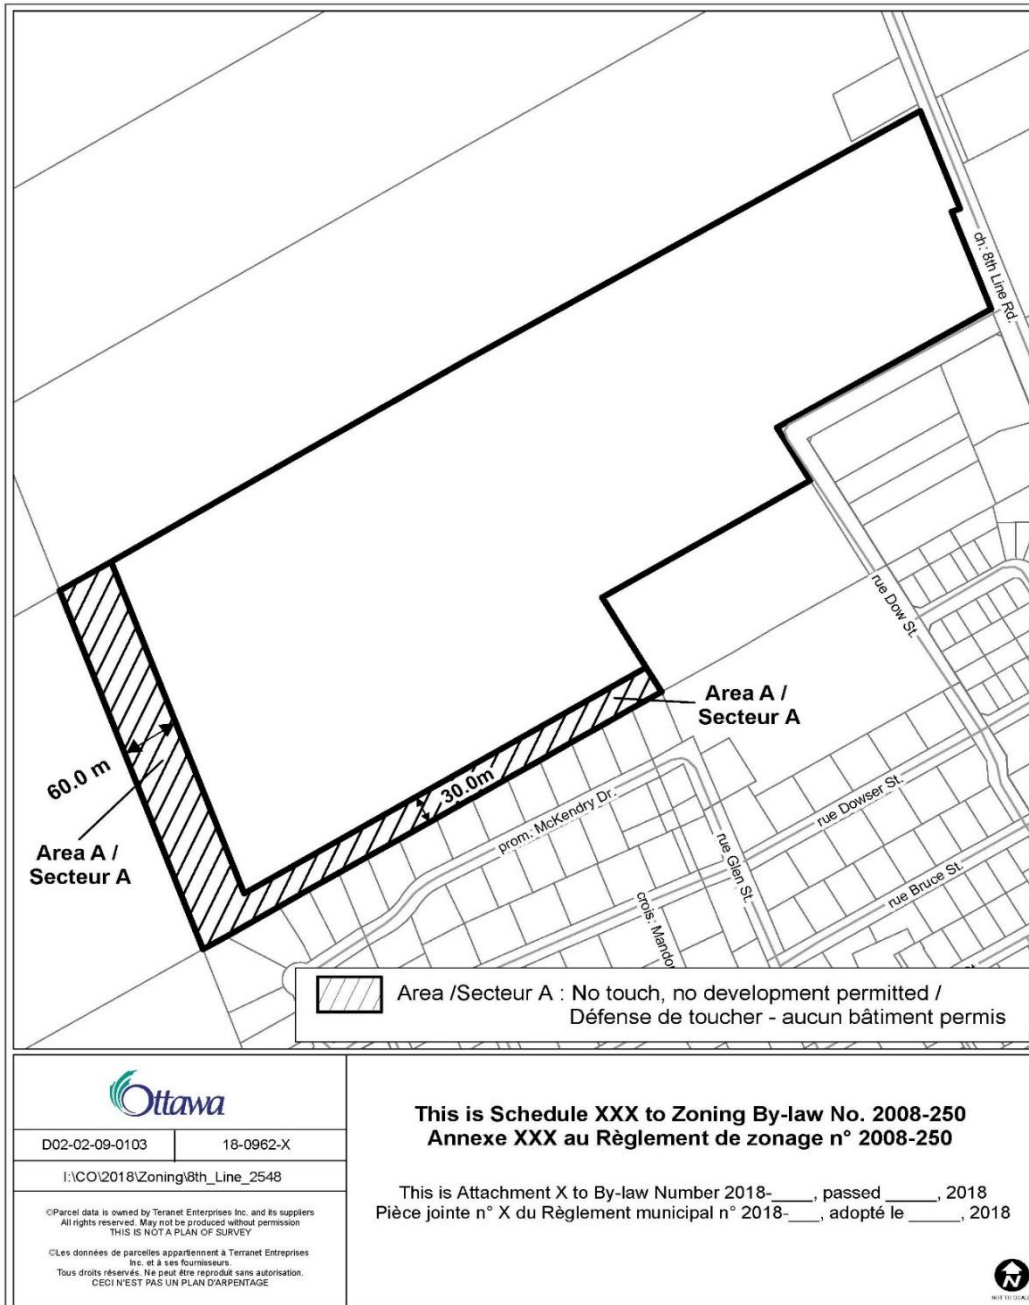 ch. 8th Line Rd.
rue Dow St.
Area A /
Secteur A
60.0 m
30.0m
Area A /
Secteur A
prom. McKendry Dr.
rue Dowser St.
rue Glen St.
rue Bruce St.
crois. Mando
St.
Area /Secteur A : No touch, no development permitted /
Défense de toucher - aucun bâtiment permis
Ottawa
D02-02-09-0103
18-0962-X
I:\CO\2018\Zoning\8th_Line_2548
©Parcel data is owned by Teranet Enterprises Inc. and its suppliers
All rights reserved. May not be produced without permission
THIS IS NOT A PLAN OF SURVEY
©Les données de parcelles appartiennent à Terranet Entreprises
Inc. et à ses fournisseurs.
Tous droits réservés. Ne peut être reproduit sans autorisation.
CECI N'EST PAS UN PLAN D'ARPENTAGE
This is Schedule XXX to Zoning By-law No. 2008-250
Annexe XXX au Règlement de zonage n° 2008-250
This is Attachment X to By-law Number 2018-____, passed _____, 2018
Pièce jointe n° X du Règlement municipal n° 2018-___, adopté le ______, 2018
N
NOT TO SCALE